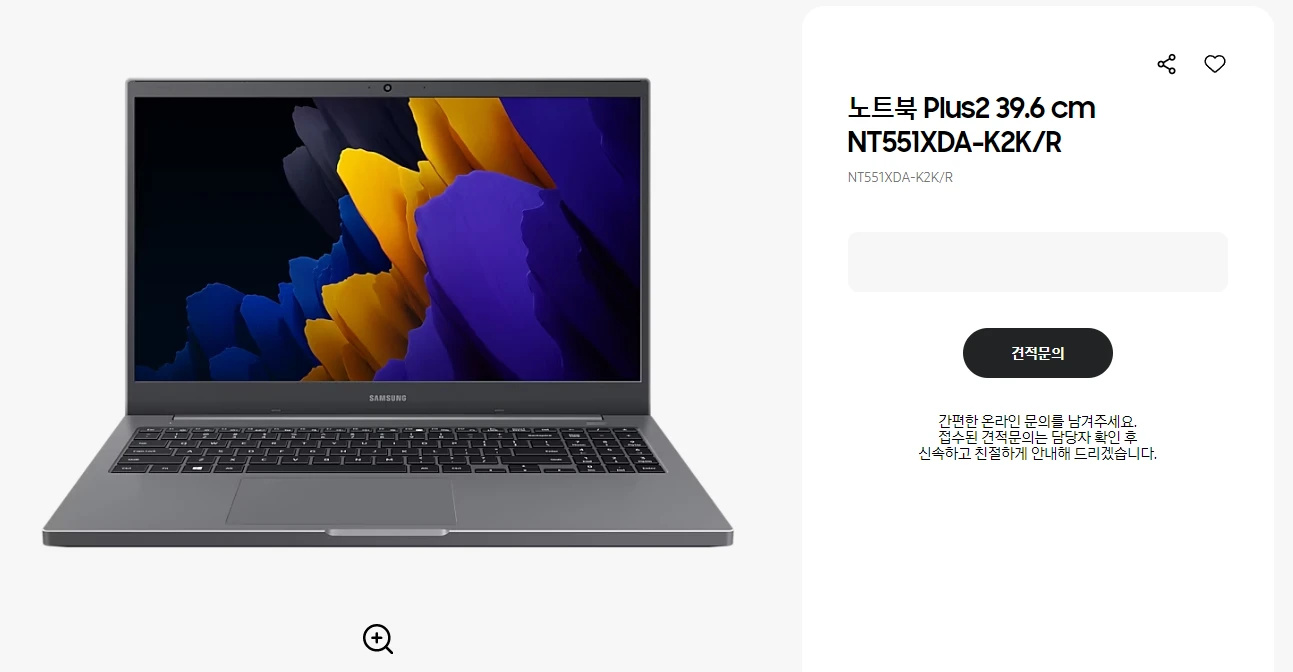 노트북 Plus2 39.6 cm
NT551XDA-K2K/R
NT551XDA-K2K/R
견적문의
간편한 온라인 문의를 남겨주세요.
접수된 견적문의는 담당자 확인 후
신속하고 친절하게 안내해 드리겠습니다.
SAMSUNG